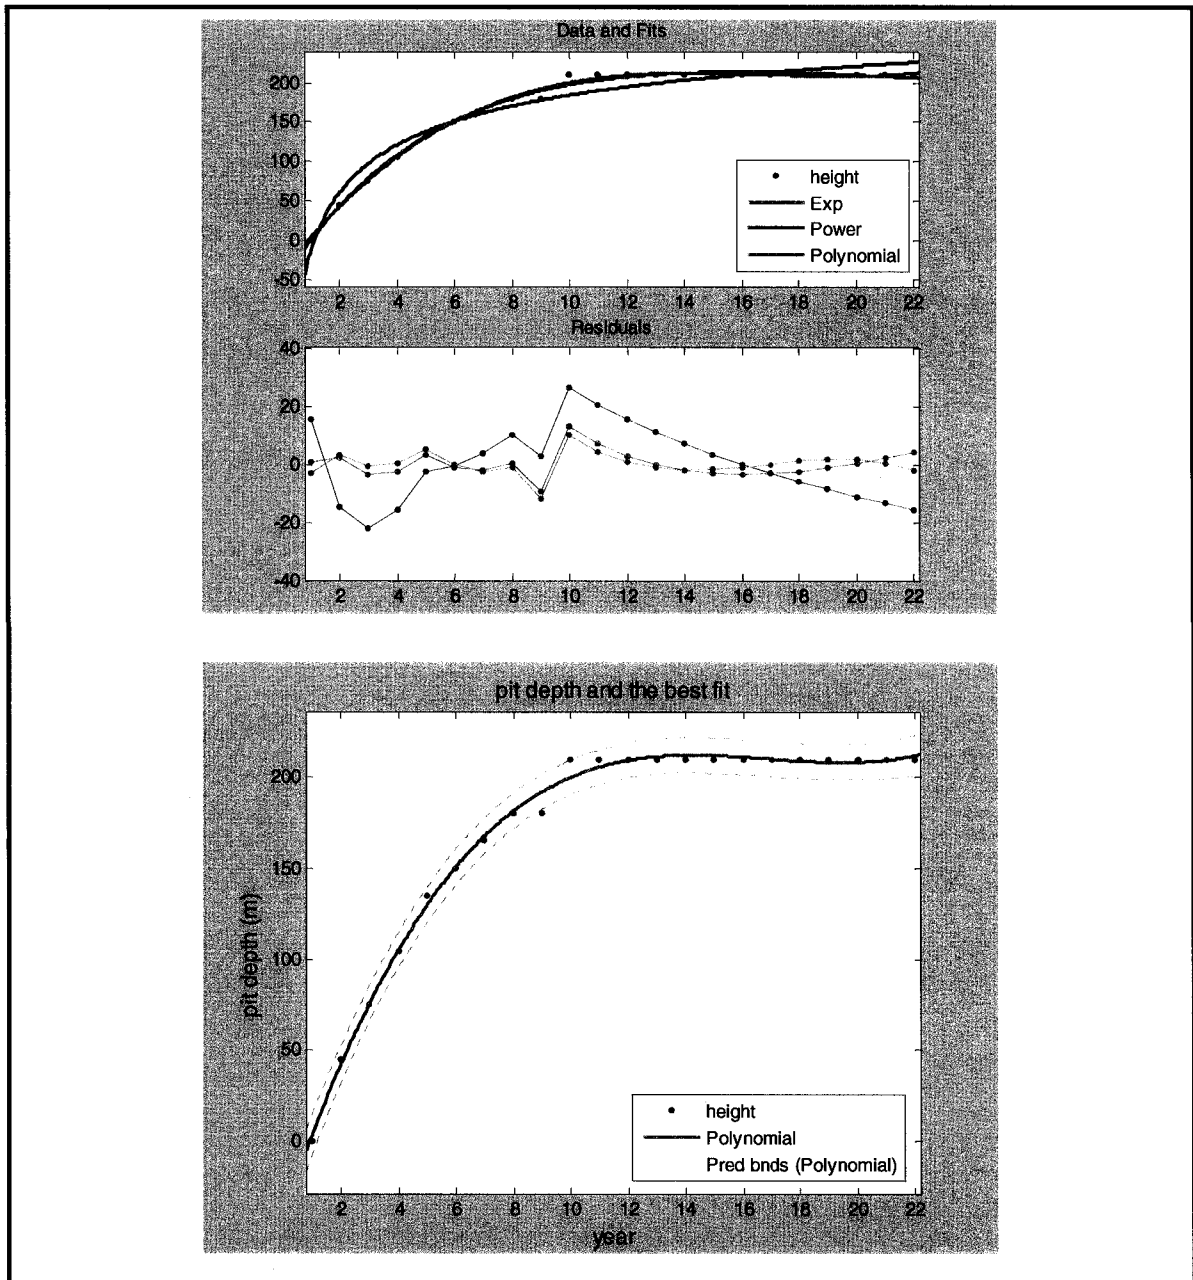 Data and Fits
200
150
100
50
0
-50
height
Exp
Power
Polynomial
2 4 6 8 10 12 14 16 18 20 22
Residuals
40
20
0
-20
-40
2 4 6 8 10 12 14 16 18 20 22
pit depth and the best fit
200
150
100
50
0
pit depth (m)
height
Polynomial
Pred bnds (Polynomial)
2 4 6 8 10 12 14 16 18 20 22
year